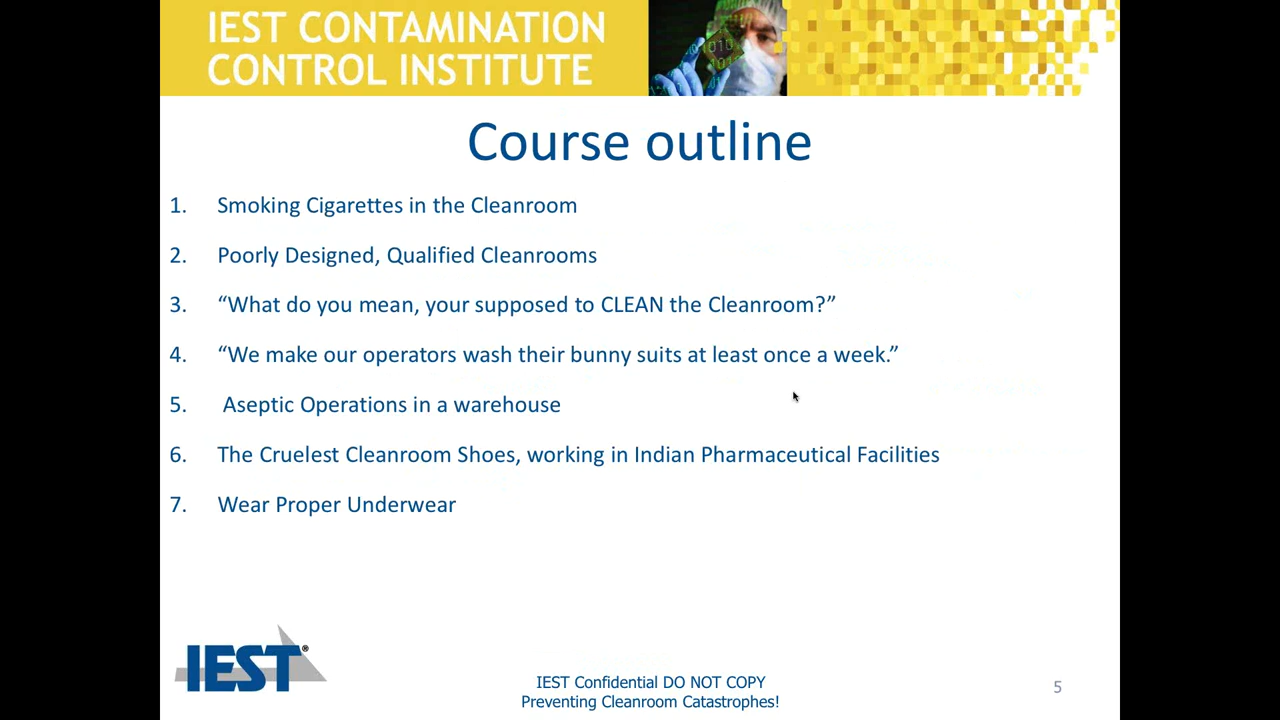 IEST CONTAMINATION
CONTROL INSTITUTE
Course outline
1. Smoking Cigarettes in the Cleanroom
2. Poorly Designed, Qualified Cleanrooms
3. “What do you mean, your supposed to CLEAN the Cleanroom?”
4. “We make our operators wash their bunny suits at least once a week.”
5. Aseptic Operations in a warehouse
6. The Cruelest Cleanroom Shoes, working in Indian Pharmaceutical Facilities
7. Wear Proper Underwear
IEST®
IEST Confidential DO NOT COPY
Preventing Cleanroom Catastrophes!
5